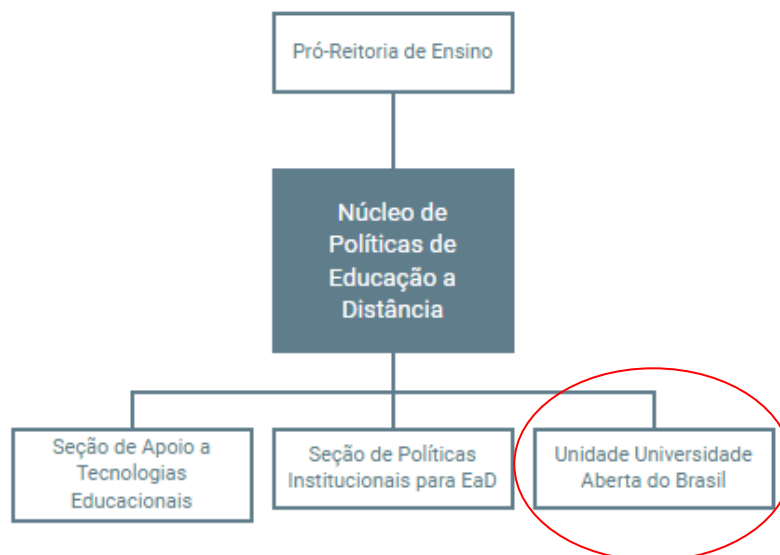 Pró-Reitoria de Ensino
Núcleo de
Políticas de
Educação a
Distância
Seção de Apoio a
Tecnologias
Educacionais
Seção de Políticas
Institucionais para EaD
Unidade Universidade
Aberta do Brasil